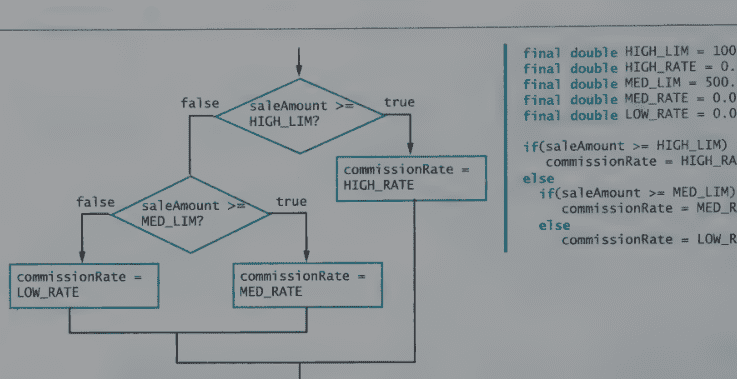 false
saleAmount >=
HIGH_LIM?
true
commissionRate =
HIGH_RATE
false
saleAmount >=
MED_LIM?
true
commissionRate =
LOW_RATE
commissionRate =
MED_RATE
final double HIGH_LIM = 100
final double HIGH_RATE = 0.
final double MED_LIM = 500.
final double MED_RATE = 0.0
final double LOW_RATE = 0.0
if(saleAmount >= HIGH_LIM)
commissionRate = HIGH_RA
else
if(saleAmount >= MED_LIM)
commissionRate = MED_R
else
commissionRate = LOW_R